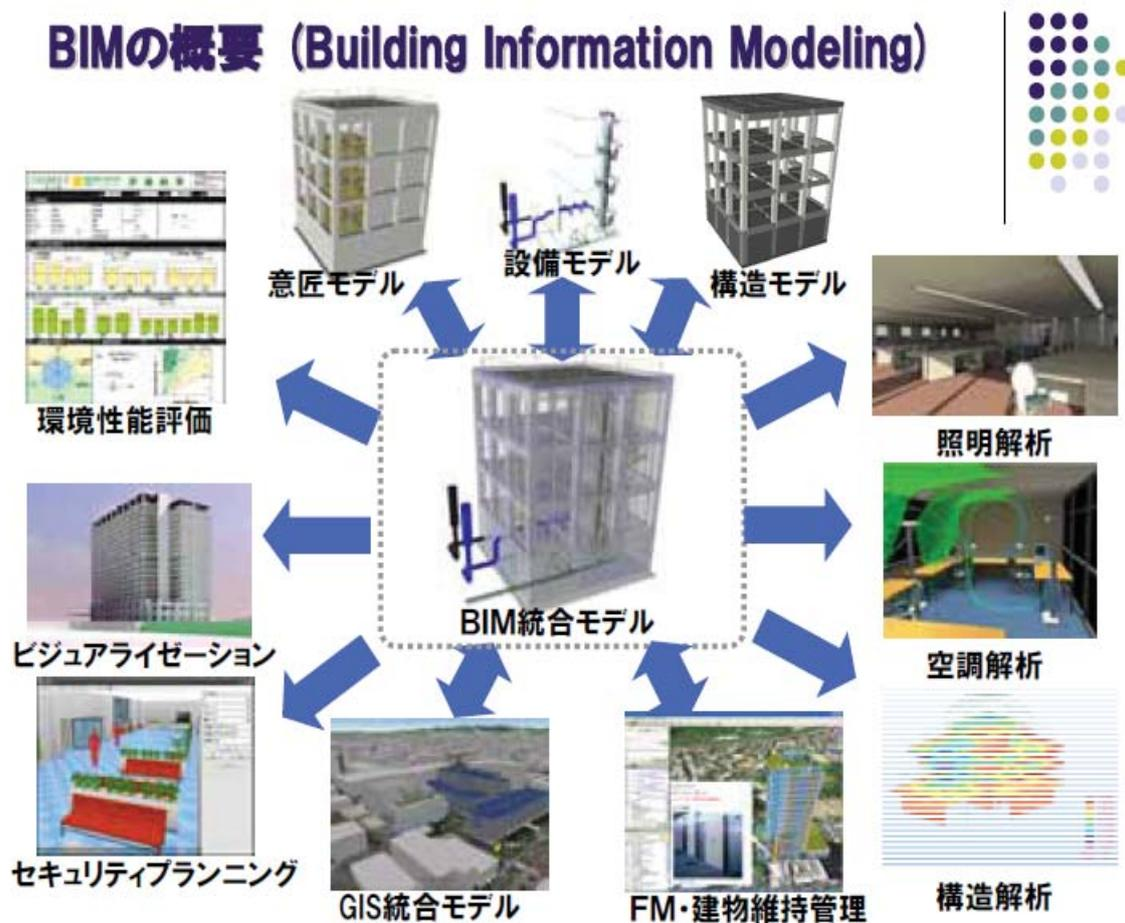 BIMの概要 (Building Information Modeling)
意匠モデル
設備モデル
構造モデル
環境性能評価
照明解析
BIM統合モデル
ビジュアライゼーション
空調解析
セキュリティプランニング
GIS統合モデル
FM・建物維持管理
構造解析